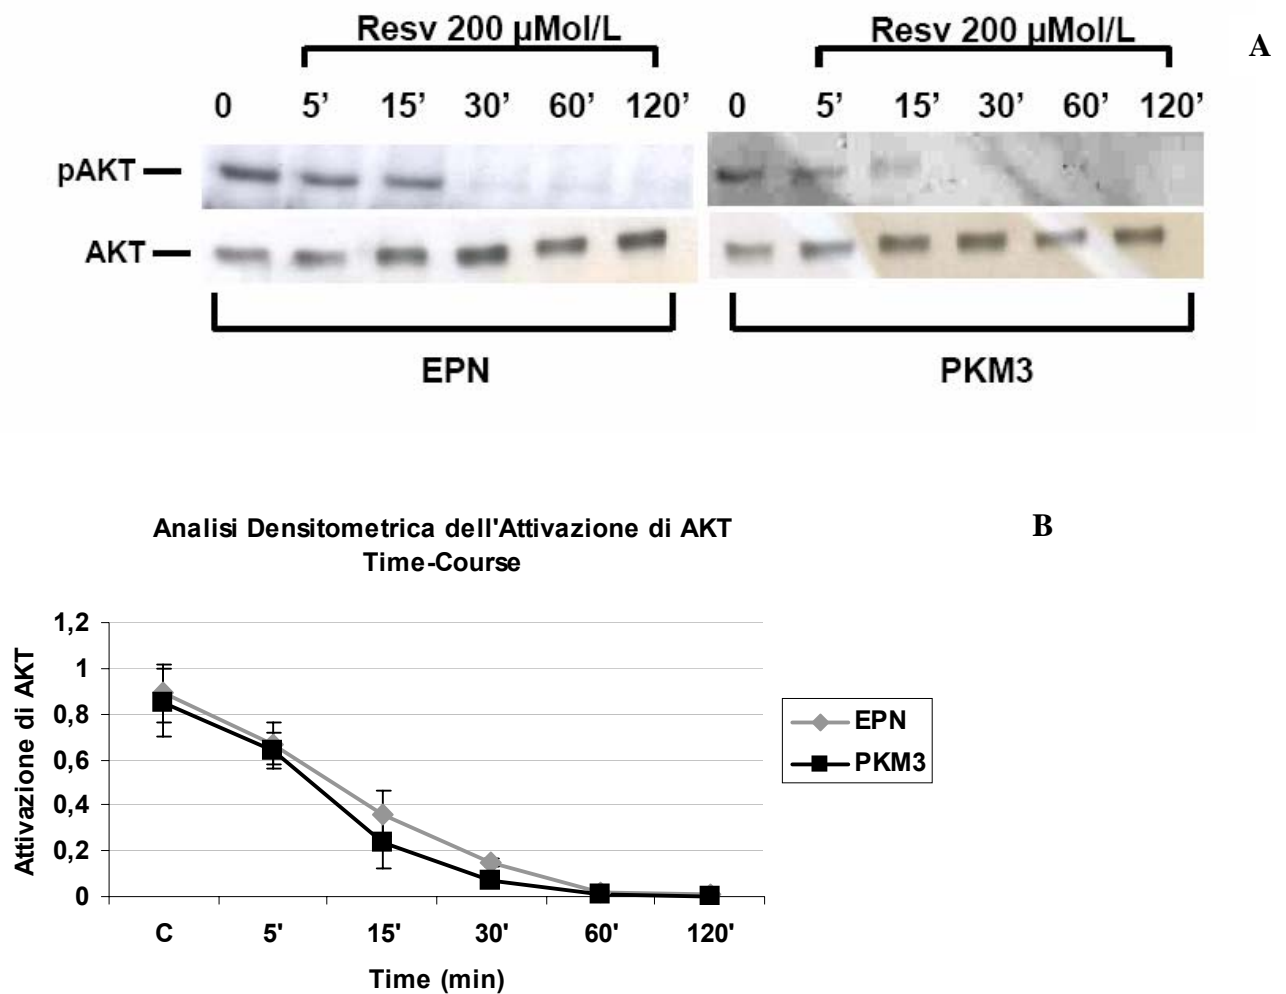 Resv 200 µMol/L
Resv 200 µMol/L
A
0 5' 15' 30' 60' 120'
0 5' 15' 30' 60' 120'
pAKT
AKT
EPN
PKM3
B
Analisi Densitometrica dell'Attivazione di AKT
Time-Course
Attivazione di AKT
1,2
1
0,8
0,6
0,4
0,2
0
C 5' 15' 30' 60' 120'
Time (min)
EPN
PKM3